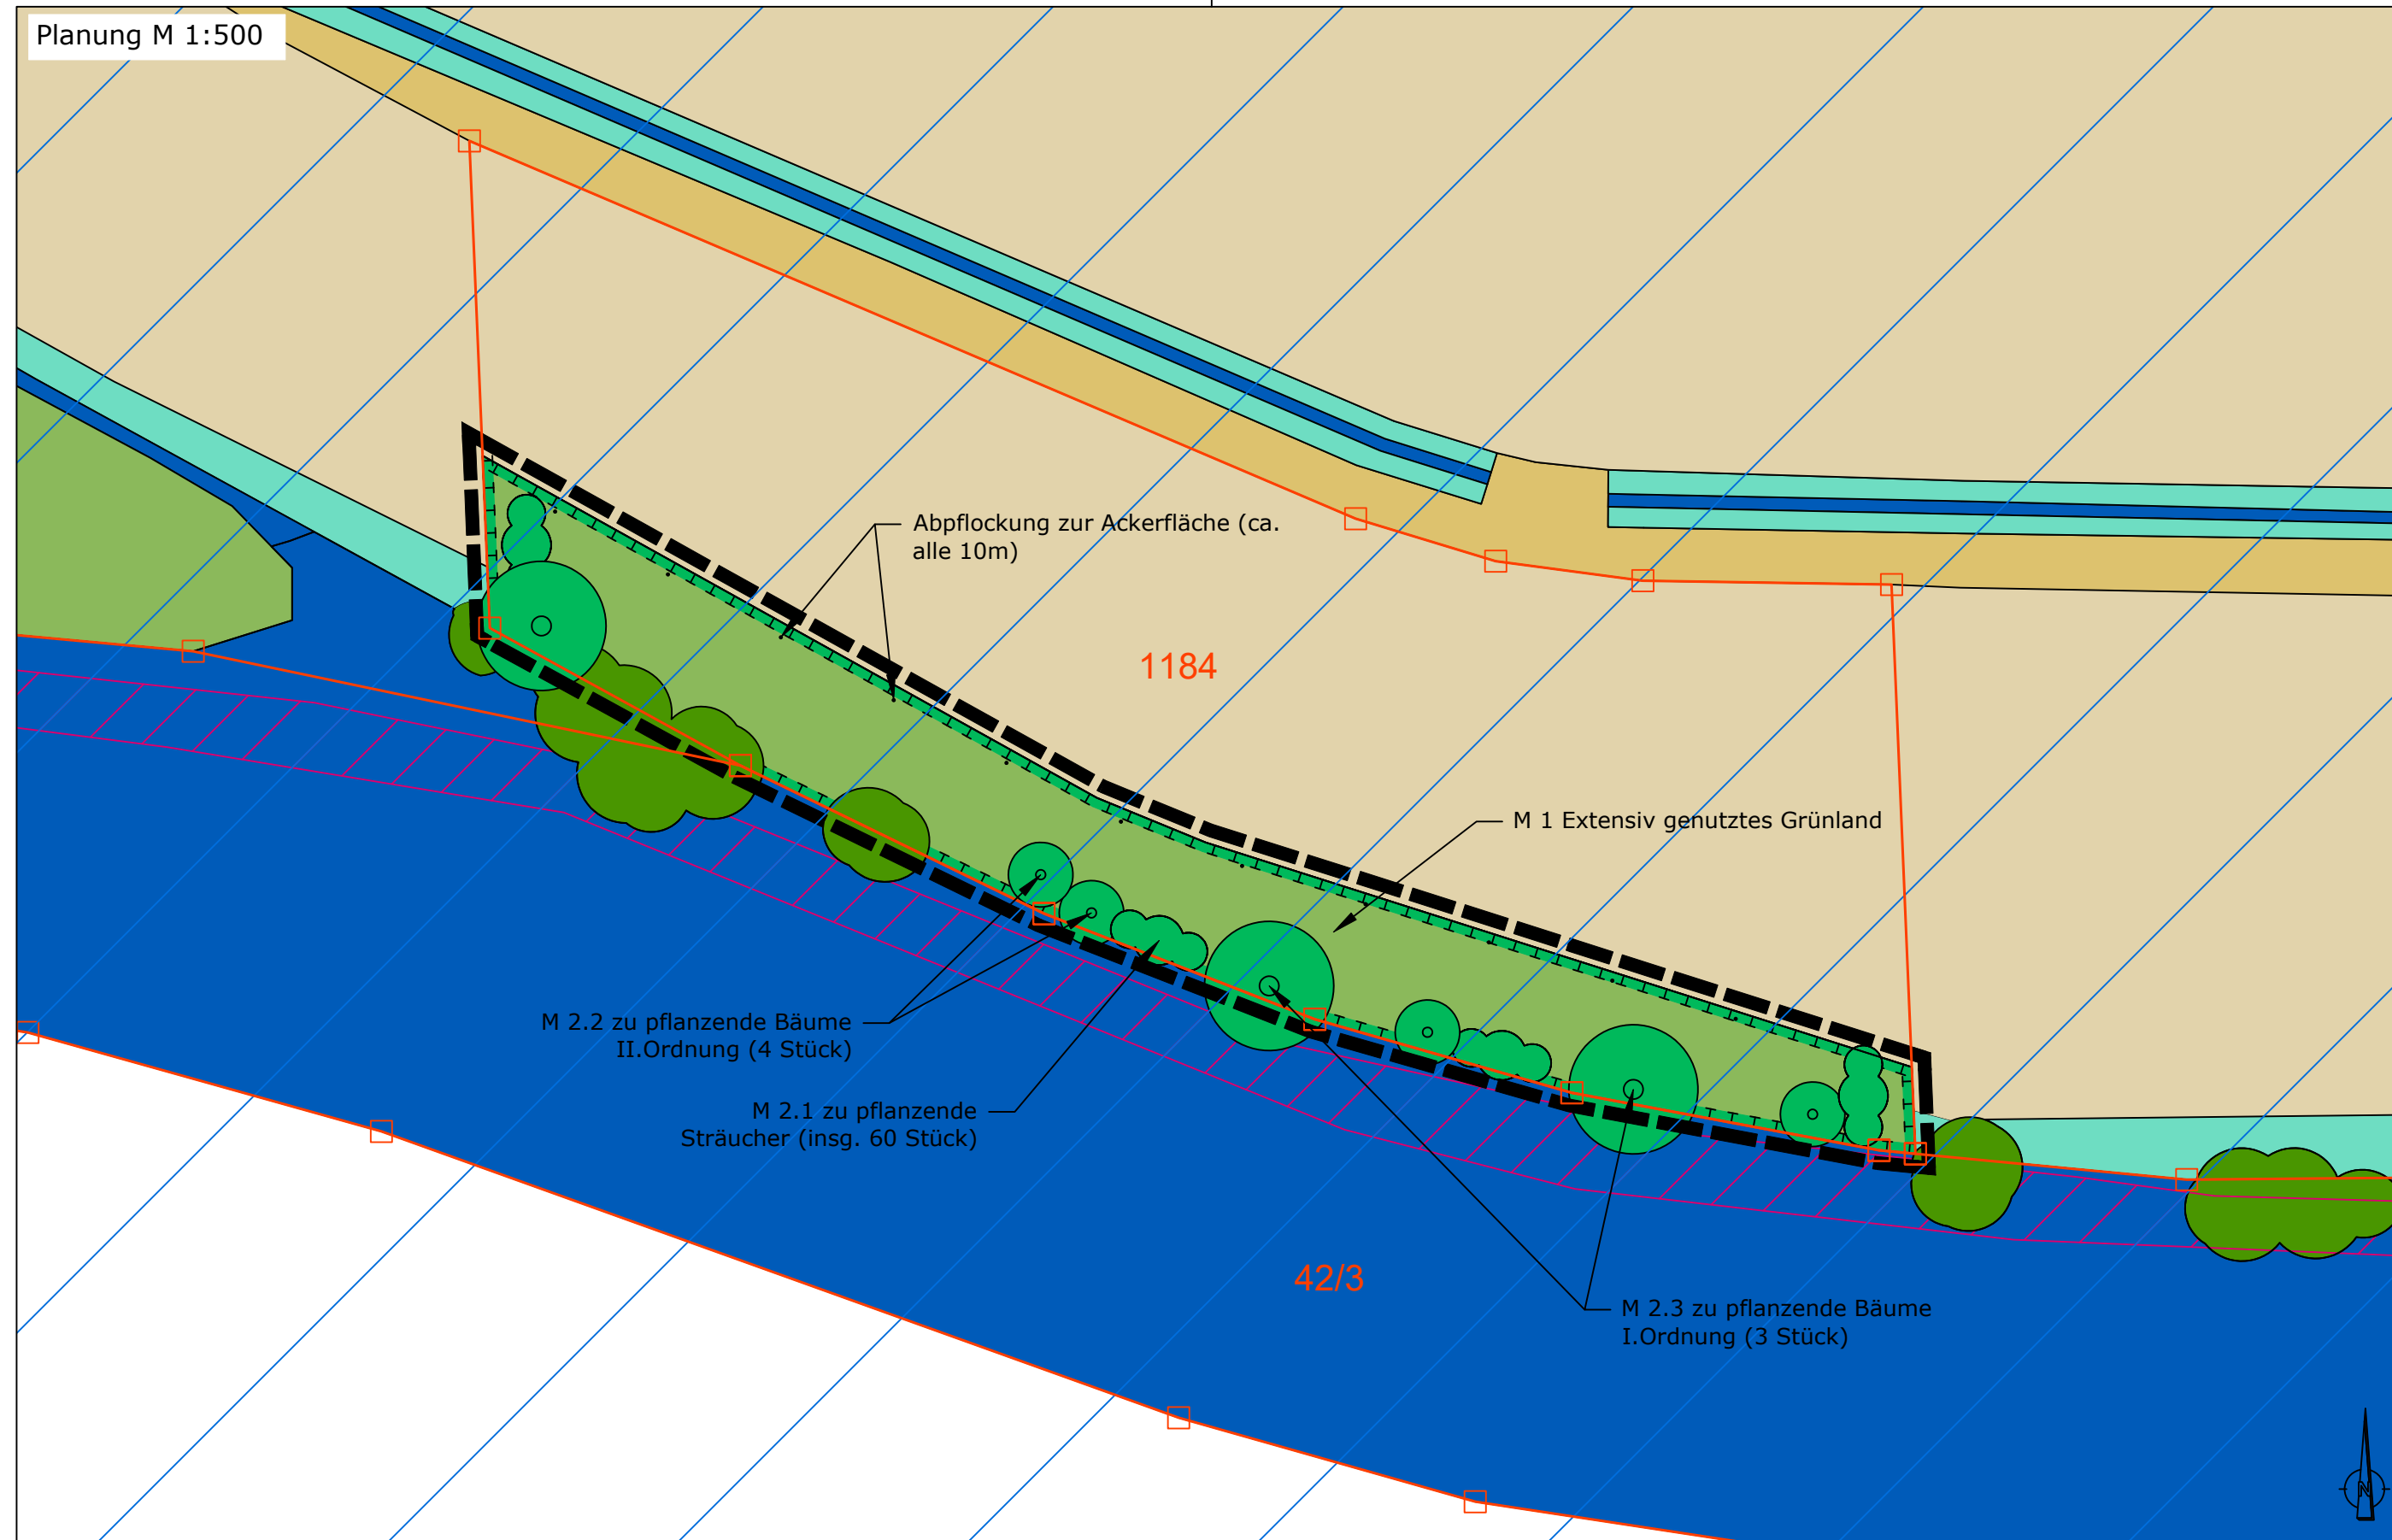 Planung M 1:500
Abpflockung zur Ackerfläche (ca.
alle 10m)
1184
M 1 Extensiv genutztes Grünland
M 2.2 zu pflanzende Bäume
II.Ordnung (4 Stück)
M 2.1 zu pflanzende
Sträucher (insg. 60 Stück)
42/3
M 2.3 zu pflanzende Bäume
I.Ordnung (3 Stück)
N